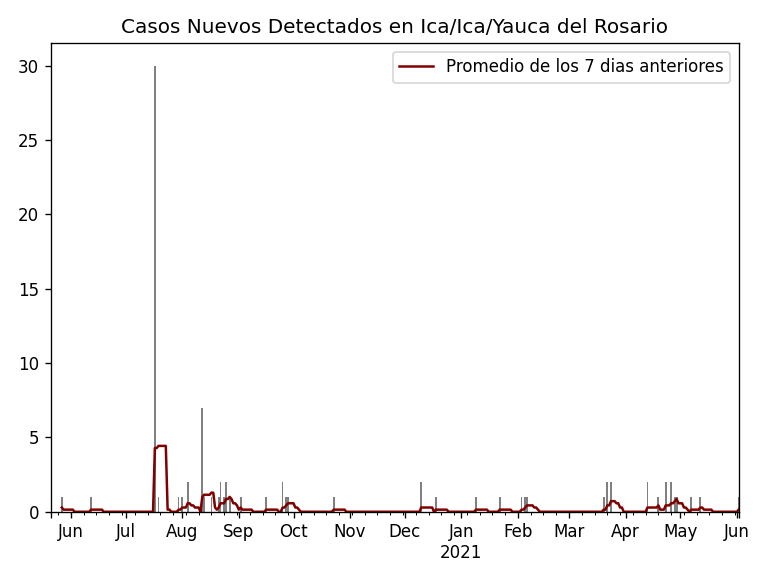 Casos Nuevos Detectados en Ica/Ica/Yauca del Rosario
Promedio de los 7 dias anteriores
30
25
20
15
10
5
0
Jun Jul Aug Sep Oct Nov Dec Jan Feb Mar Apr May Jun
2021